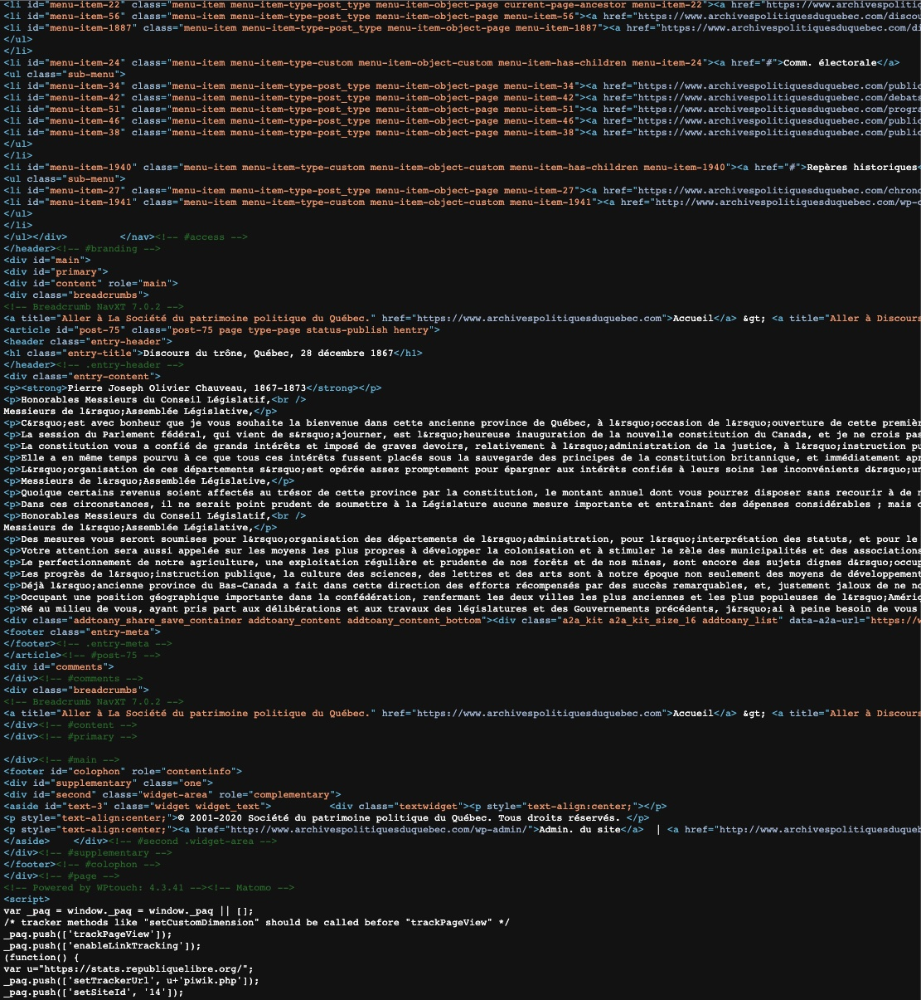 <li id="menu-item-22" class="menu-item menu-item-type-post_type menu-item-object-page current-page-ancestor menu-item-22"><a href="https://www.archivespolitic
<li id="menu-item-56" class="menu-item menu-item-type-post_type menu-item-object-page menu-item-56"><a href="https://www.archivespolitiquesduquebec.com/discou
<li id="menu-item-1887" class="menu-item menu-item-type-post_type menu-item-object-page menu-item-1887"><a href="https://www.archivespolitiquesduquebec.com/di
</ul>
</li>
<li id="menu-item-24" class="menu-item menu-item-type-custom menu-item-object-custom menu-item-has-children menu-item-24"><a href="#">Comm. électorale</a>
<ul class="sub-menu">
<li id="menu-item-34" class="menu-item menu-item-type-post_type menu-item-object-page menu-item-34"><a href="https://www.archivespolitiquesduquebec.com/public
<li id="menu-item-42" class="menu-item menu-item-type-post_type menu-item-object-page menu-item-42"><a href="https://www.archivespolitiquesduquebec.com/debats
<li id="menu-item-51" class="menu-item menu-item-type-post_type menu-item-object-page menu-item-51"><a href="https://www.archivespolitiquesduquebec.com/progra
<li id="menu-item-46" class="menu-item menu-item-type-post_type menu-item-object-page menu-item-46"><a href="https://www.archivespolitiquesduquebec.com/public
<li id="menu-item-38" class="menu-item menu-item-type-post_type menu-item-object-page menu-item-38"><a href="https://www.archivespolitiquesduquebec.com/public
</ul>
</li>
<li id="menu-item-1940" class="menu-item menu-item-type-custom menu-item-object-custom menu-item-has-children menu-item-1940"><a href="#">Repères historiques<
<ul class="sub-menu">
<li id="menu-item-27" class="menu-item menu-item-type-post_type menu-item-object-page menu-item-27"><a href="https://www.archivespolitiquesduquebec.com/chrono
<li id="menu-item-1941" class="menu-item menu-item-type-custom menu-item-object-custom menu-item-1941"><a href="http://www.archivespolitiquesduquebec.com/wp-c
</ul>
</li>
</ul></div>         </nav><!-- #access -->
</header><!-- #branding -->
<div id="main">
<div id="primary">
<div id="content" role="main">
<div class="breadcrumbs">
<!-- Breadcrumb NavXT 7.0.2 -->
<a title="Aller à La Société du patrimoine politique du Québec." href="https://www.archivespolitiquesduquebec.com">Accueil</a> &gt; <a title="Aller à Discours
<article id="post-75" class="post-75 page type-page status-publish hentry">
<header class="entry-header">
<h1 class="entry-title">Discours du trône, Québec, 28 décembre 1867</h1>
</header><!-- .entry-header -->
<div class="entry-content">
<p><strong>Pierre Joseph Olivier Chauveau, 1867-1873</strong></p>
<p>Honorables Messieurs du Conseil Législatif,<br />
Messieurs de l&rsquo;Assemblée Législative,</p>
<p>C&rsquo;est avec bonheur que je vous souhaite la bienvenue dans cette ancienne province de Québec, à l&rsquo;occasion de l&rsquo;ouverture de cette premièr
<p>La session du Parlement fédéral, qui vient de s&rsquo;ajourner, est l&rsquo;heureuse inauguration de la nouvelle constitution du Canada, et je ne crois pas
<p>La constitution vous a confié de grands intérêts et imposé de graves devoirs, relativement à l&rsquo;administration de la justice, à l&rsquo;instruction pu
<p>Elle a en même temps pourvu à ce que tous ces intérêts fussent placés sous la sauvegarde des principes de la constitution britannique, et immédiatement apr
<p>L&rsquo;organisation de ces départements s&rsquo;est opérée assez promptement pour épargner aux intérêts confiés à leurs soins les inconvénients d&rsquo;un
<p>Messieurs de l&rsquo;Assemblée Législative,</p>
<p>Quoique certains revenus soient affectés au trésor de cette province par la constitution, le montant annuel dont vous pourrez disposer sans recourir à de n
<p>Dans ces circonstances, il ne serait point prudent de soumettre à la Législature aucune mesure importante et entraînant des dépenses considérables ; mais c
<p>Honorables Messieurs du Conseil Législatif,<br />
Messieurs de l&rsquo;Assemblée Législative,</p>
<p>Des mesures vous seront soumises pour l&rsquo;organisation des départements de l&rsquo;administration, pour l&rsquo;interprétation des statuts, et pour le
<p>Votre attention sera aussi appelée sur les moyens les plus propres à développer la colonisation et à stimuler le zèle des municipalités et des associations
<p>Le perfectionnement de notre agriculture, une exploitation régulière et prudente de nos forêts et de nos mines, sont encore des sujets dignes d&rsquo;occup
<p>Les progrès de l&rsquo;instruction publique, la culture des sciences, des lettres et des arts sont à notre époque non seulement des moyens de développement
<p>Déjà l&rsquo;ancienne province du Bas-Canada a fait dans cette direction des efforts récompensés par des succès remarquables, et, justement jaloux de ne no
<p>Occupant une position géographique importante dans la confédération, renfermant les deux villes les plus anciennes et les plus populeuses de l&rsquo;Améric
<p>Né au milieu de vous, ayant pris part aux délibérations et aux travaux des législatures et des Gouvernements précédents, j&rsquo;ai à peine besoin de vous
<div class="addtoany_share_save_container addtoany_content addtoany_content_bottom"><div class="a2a_kit a2a_kit_size_16 addtoany_list" data-a2a-url="https://w
<footer class="entry-meta">
</footer><!-- .entry-meta -->
</article><!-- #post-75 -->
<div id="comments">
</div><!-- #comments -->
<div class="breadcrumbs">
<!-- Breadcrumb NavXT 7.0.2 -->
<a title="Aller à La Société du patrimoine politique du Québec." href="https://www.archivespolitiquesduquebec.com">Accueil</a> &gt; <a title="Aller à Discours
</div><!-- #content -->
</div><!-- #primary -->
</div><!-- #main -->
<footer id="colophon" role="contentinfo">
<div id="supplementary" class="one">
<div id="second" class="widget-area" role="complementary">
<aside id="text-3" class="widget widget_text">          <div class="textwidget"><p style="text-align:center;"></p>
<p style="text-align:center;">© 2001-2020 Société du patrimoine politique du Québec. Tous droits réservés. </p>
<p style="text-align:center;"><a href="http://www.archivespolitiquesduquebec.com/wp-admin/">Admin. du site</a>  | <a href="http://www.archivespolitiquesduqueb
</aside>    </div><!-- #second .widget-area -->
</div><!-- #supplementary -->
</footer><!-- #colophon -->
</div><!-- #page -->
<!-- Powered by WPtouch: 4.3.41 --><!-- Matomo -->
<script>
var _paq = window._paq = window._paq || [];
/* tracker methods like "setCustomDimension" should be called before "trackPageView" */
_paq.push(['trackPageView']);
_paq.push(['enableLinkTracking']);
(function() {
var u="https://stats.republiquelibre.org/";
_paq.push(['setTrackerUrl', u+'piwik.php']);
_paq.push(['setSiteId', '14']);